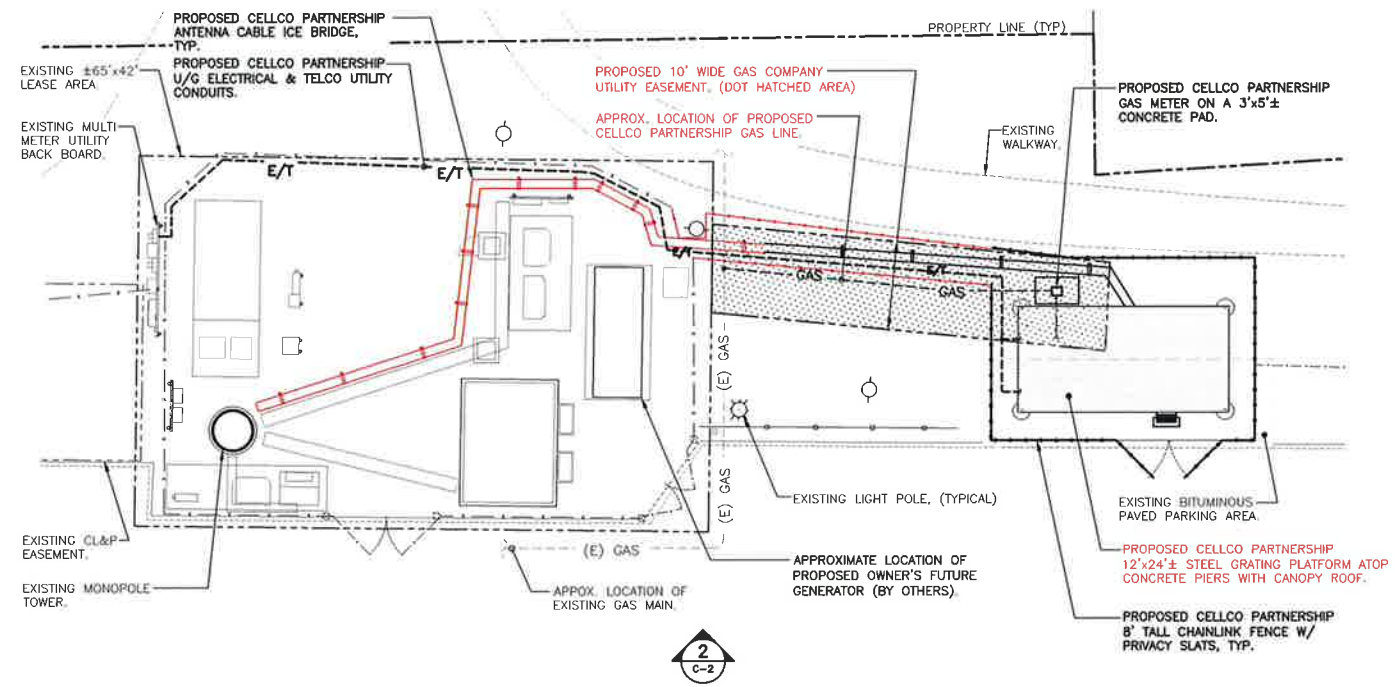 PROPOSED CELLCO PARTNERSHIP
ANTENNA CABLE ICE BRIDGE,
TYP.
PROPERTY LINE (TYP)
EXISTING ±65'x42'
LEASE AREA.
PROPOSED CELLCO PARTNERSHIP
U/G ELECTRICAL & TELCO UTILITY
CONDUITS.
PROPOSED 10' WIDE GAS COMPANY
UTILITY EASEMENT. (DOT HATCHED AREA)
PROPOSED CELLCO PARTNERSHIP
GAS METER ON A 3'x5'±
CONCRETE PAD.
APPROX. LOCATION OF PROPOSED
CELLCO PARTNERSHIP GAS LINE.
EXISTING MULTI
METER UTILITY
BACK BOARD.
EXISTING
WALKWAY.
E/T
E/T
E/T
E/T
GAS
GAS
(E) GAS
(E) GAS
(E) GAS
EXISTING LIGHT POLE, (TYPICAL)
EXISTING BITUMINOUS
PAVED PARKING AREA.
EXISTING CL&P
EASEMENT.
EXISTING MONOPOLE
TOWER.
APPOX. LOCATION OF
EXISTING GAS MAIN.
APPROXIMATE LOCATION OF
PROPOSED OWNER'S FUTURE
GENERATOR (BY OTHERS).
PROPOSED CELLCO PARTNERSHIP
12'x24'± STEEL GRATING PLATFORM ATOP
CONCRETE PIERS WITH CANOPY ROOF.
PROPOSED CELLCO PARTNERSHIP
8' TALL CHAINLINK FENCE W/
PRIVACY SLATS, TYP.
2
C-2